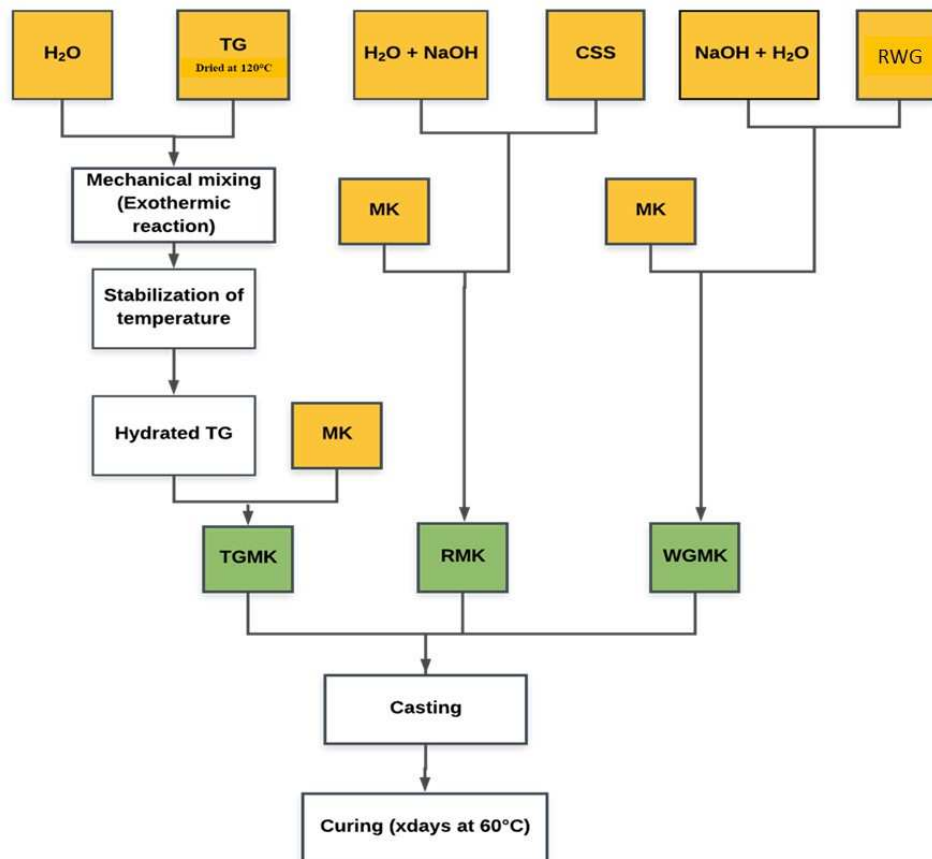 H₂O
TG
Dried at 120°C
H₂O + NaOH
CSS
NaOH + H₂O
RWG
Mechanical mixing
(Exothermic
reaction)
MK
MK
Stabilization of
temperature
Hydrated TG
MK
TGMK
RMK
WGMK
Casting
Curing (xdays at 60°C)